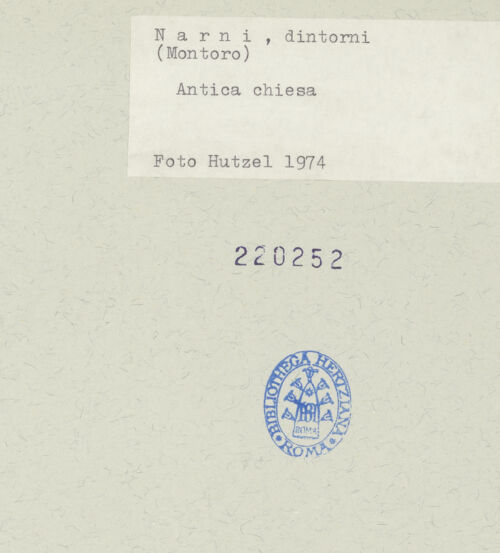 N a r n i , dintorni
(Montoro)
Antica chiesa
Foto Hutzel 1974
220252
BIBLIOTHECA HERTZIANA
ROMA